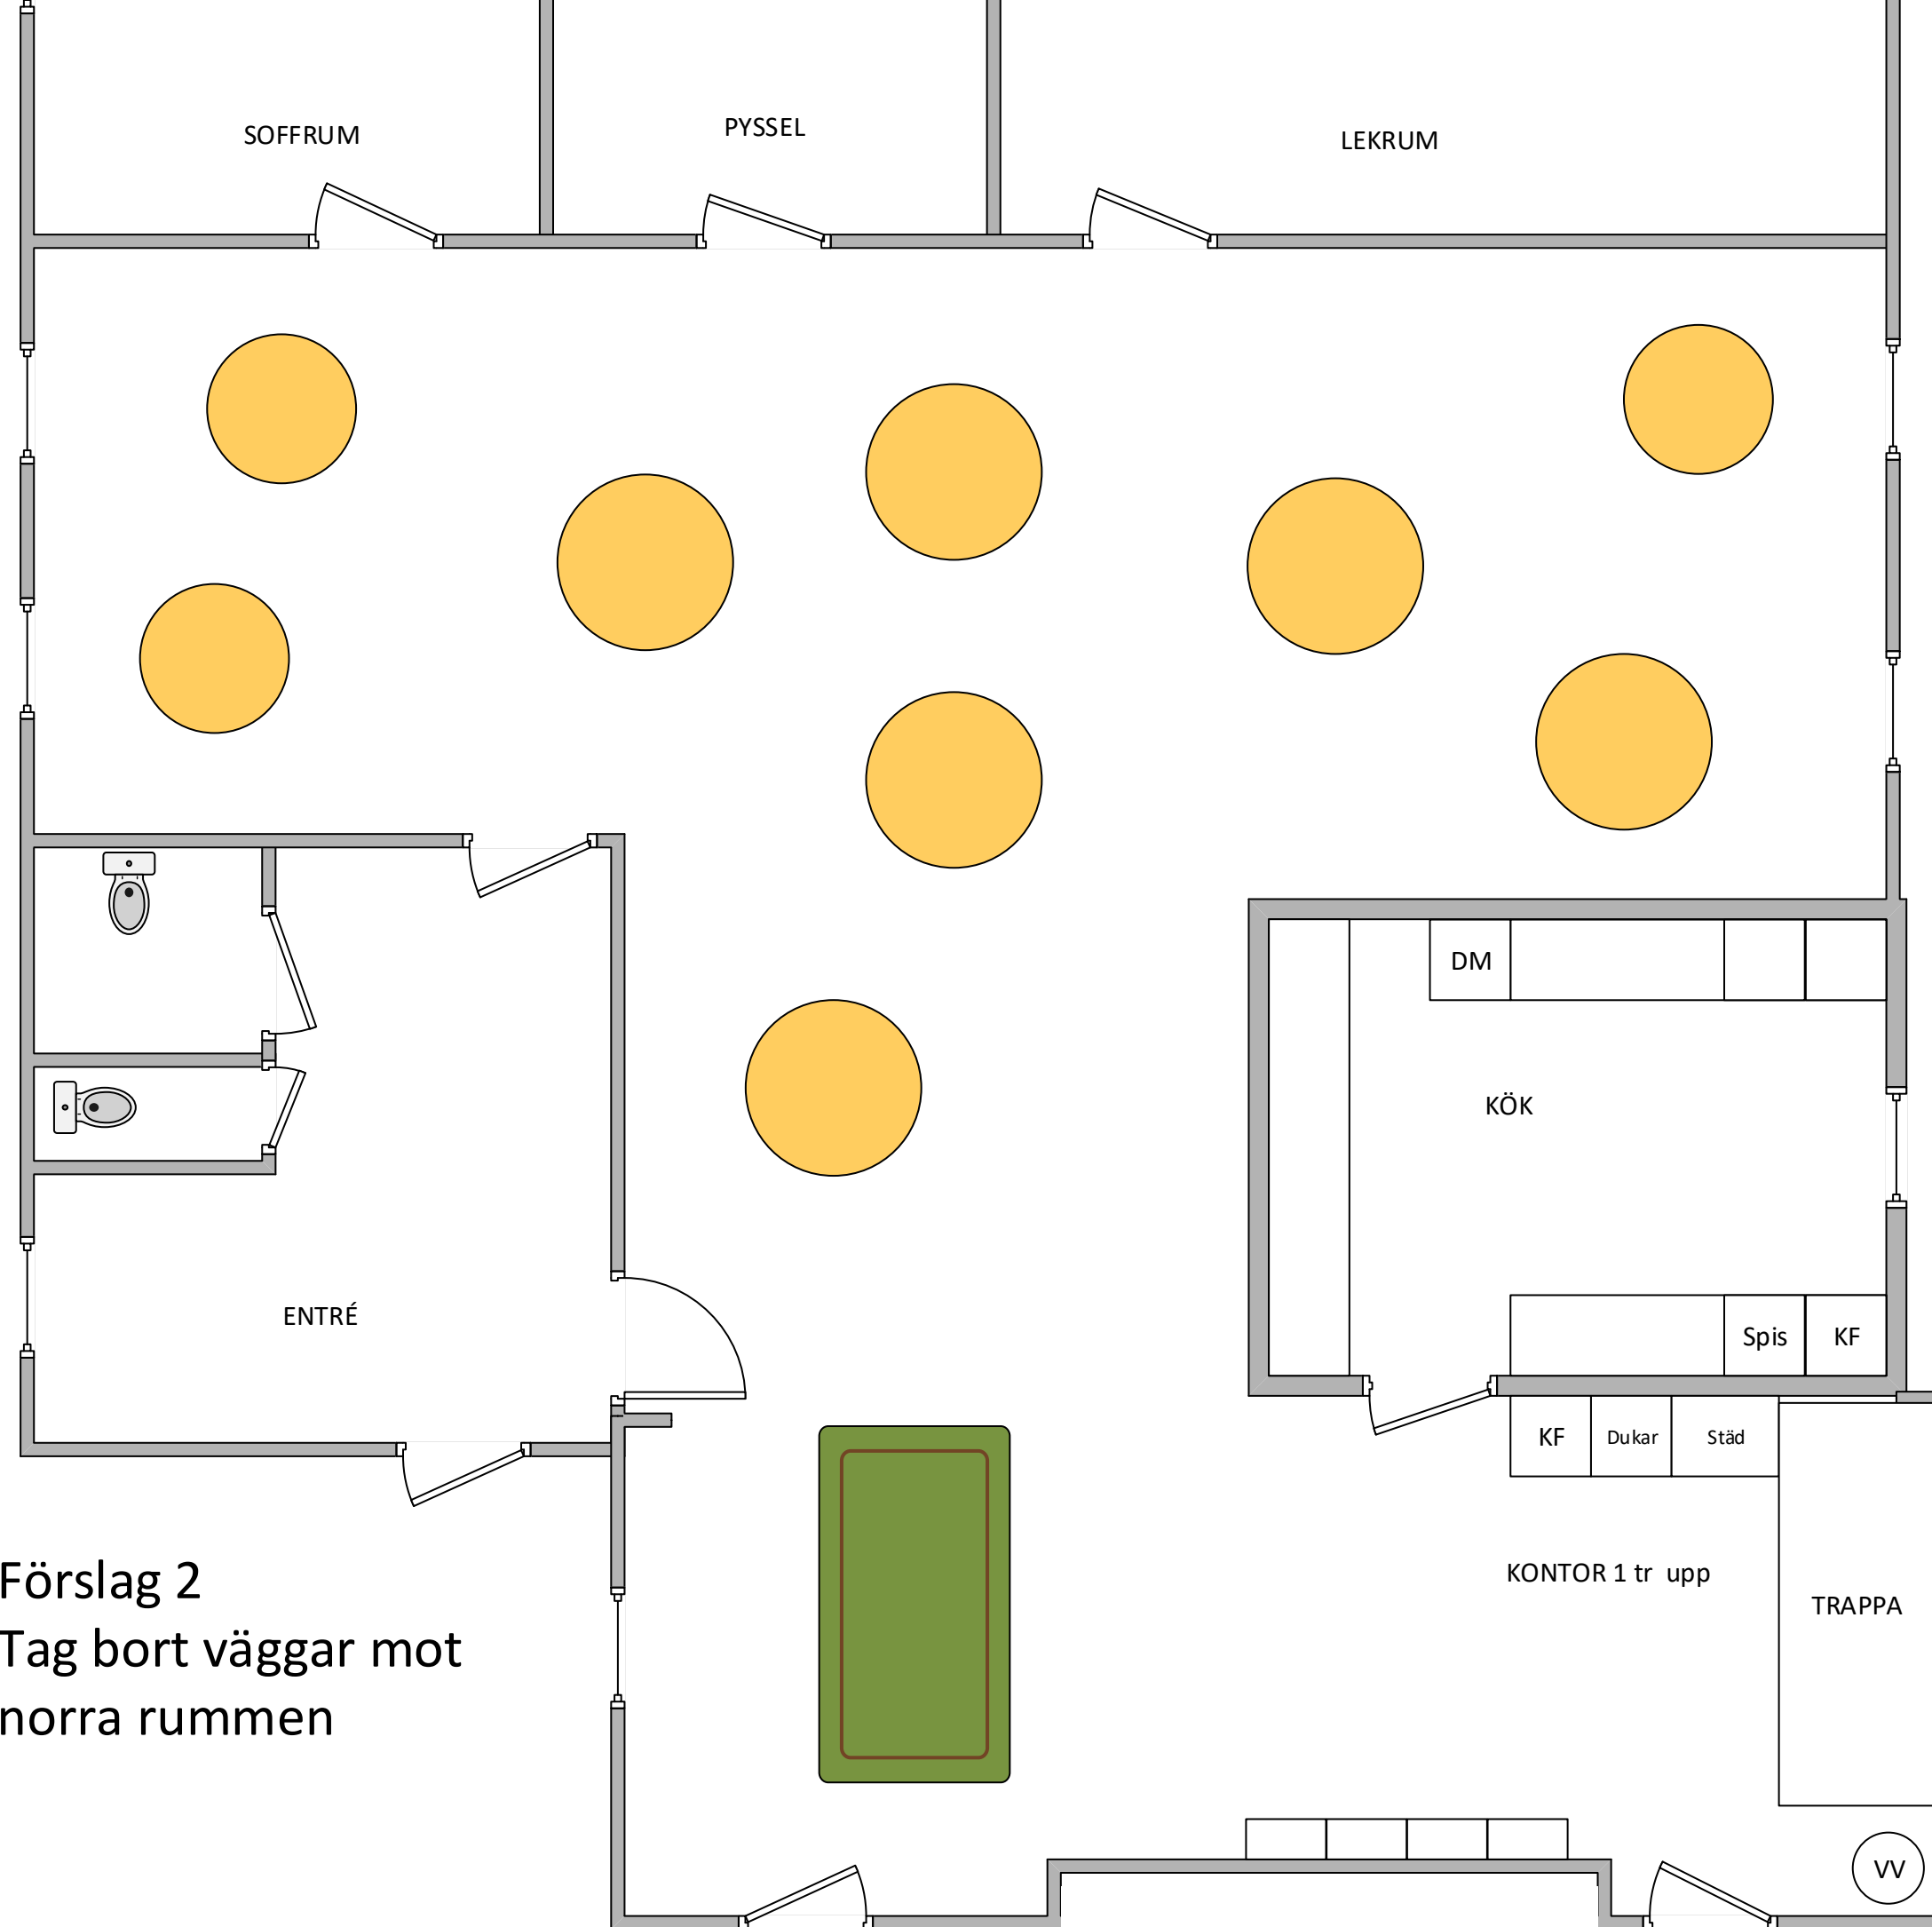 SOFFRUM
PYSSEL
LEKRUM
DM
KÖK
ENTRÉ
Spis
KF
KF
Dukar
Städ
KONTOR 1 tr upp
TRAPPA
Förslag 2
Tag bort väggar mot
norra rummen
VV